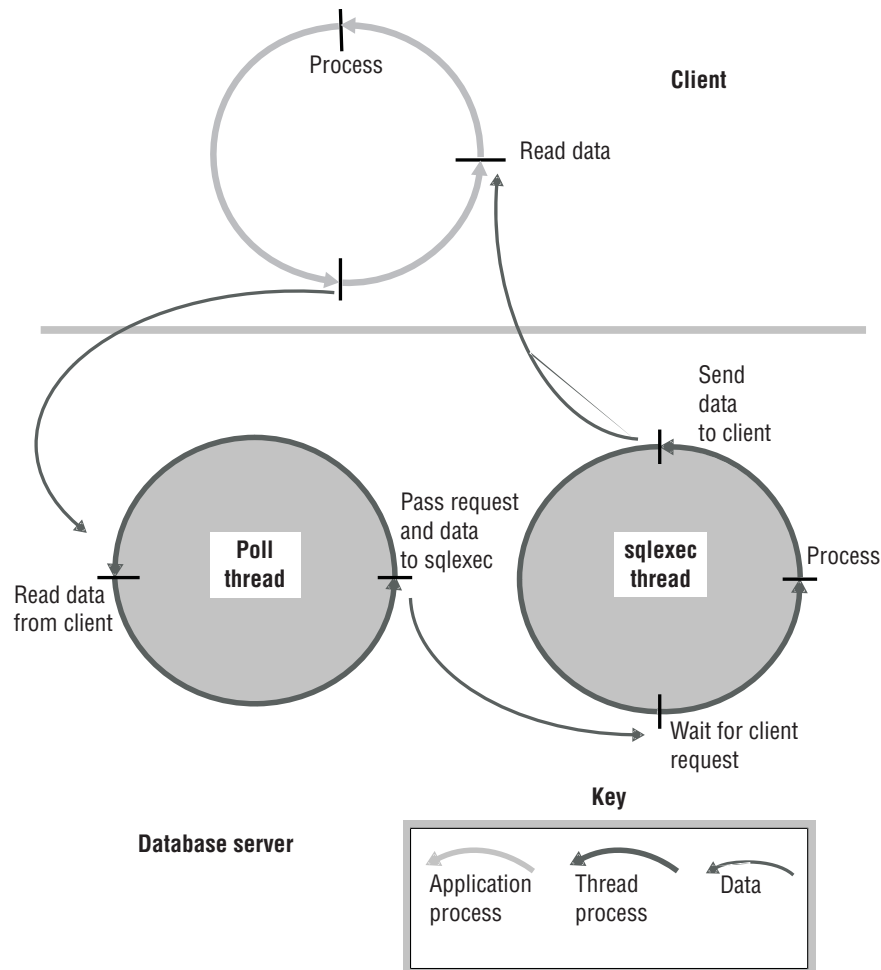 Process
Client
Read data
Send
data
to client
Pass request
and data
to sqlexec
Poll
thread
sqlexec
thread
Process
Read data
from client
Wait for client
request
Key
Database server
Application
process
Thread
process
Data